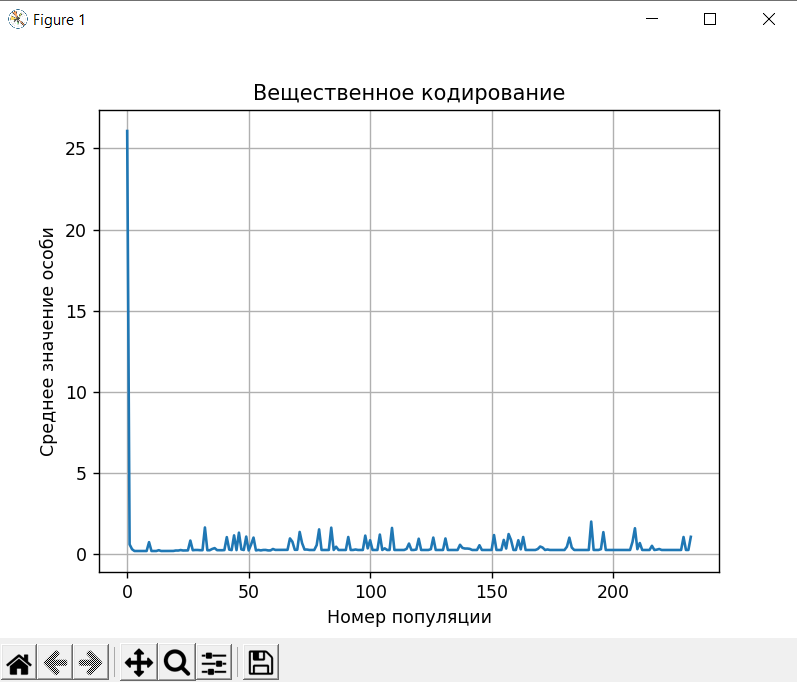 Figure 1
Вещественное кодирование
Среднее значение особи
25
20
15
10
5
0
0 50 100 150 200
Номер популяции